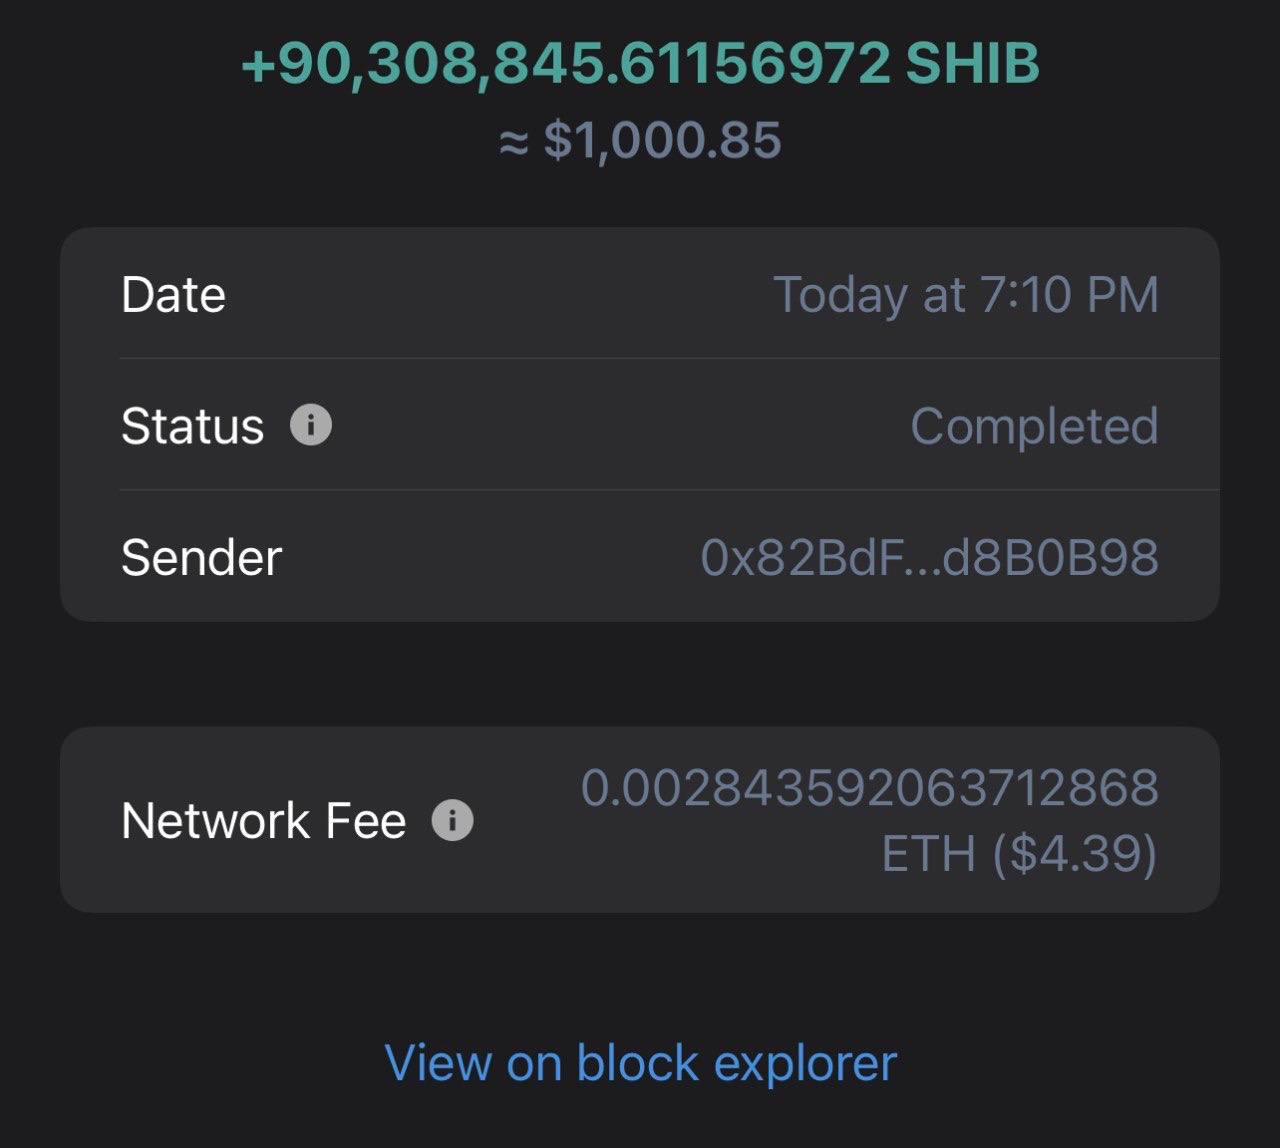 +90,308,845.61156972 SHIB
≈ $1,000.85
Date Today at 7:10 PM
Status Completed
Sender 0x82BdF...d8B0B98
Network Fee 0.002843592063712868
ETH ($4.39)
View on block explorer